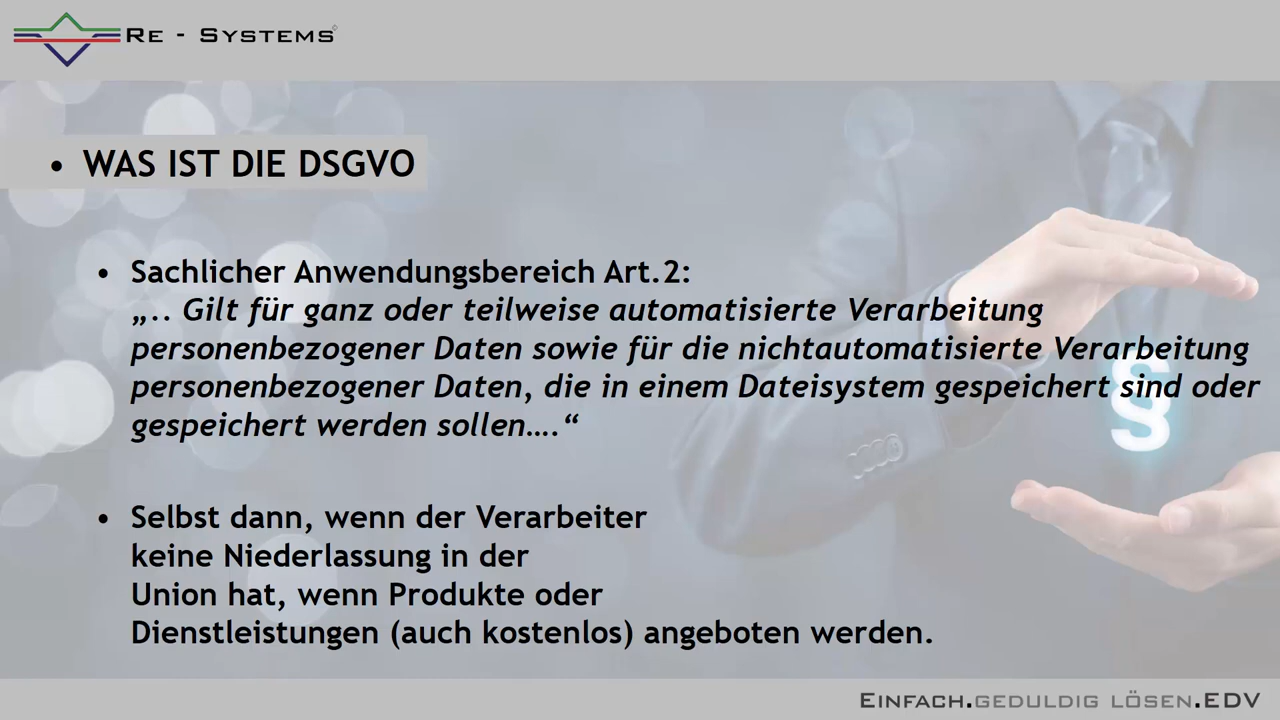 RE - SYSTEMS
• WAS IST DIE DSGVO
• Sachlicher Anwendungsbereich Art.2:
„.. Gilt für ganz oder teilweise automatisierte Verarbeitung
personenbezogener Daten sowie für die nichtautomatisierte Verarbeitung
personenbezogener Daten, die in einem Dateisystem gespeichert sind oder
gespeichert werden sollen….“
§
• Selbst dann, wenn der Verarbeiter
keine Niederlassung in der
Union hat, wenn Produkte oder
Dienstleistungen (auch kostenlos) angeboten werden.
EINFACH.GEDULDIG LÖSEN.EDV